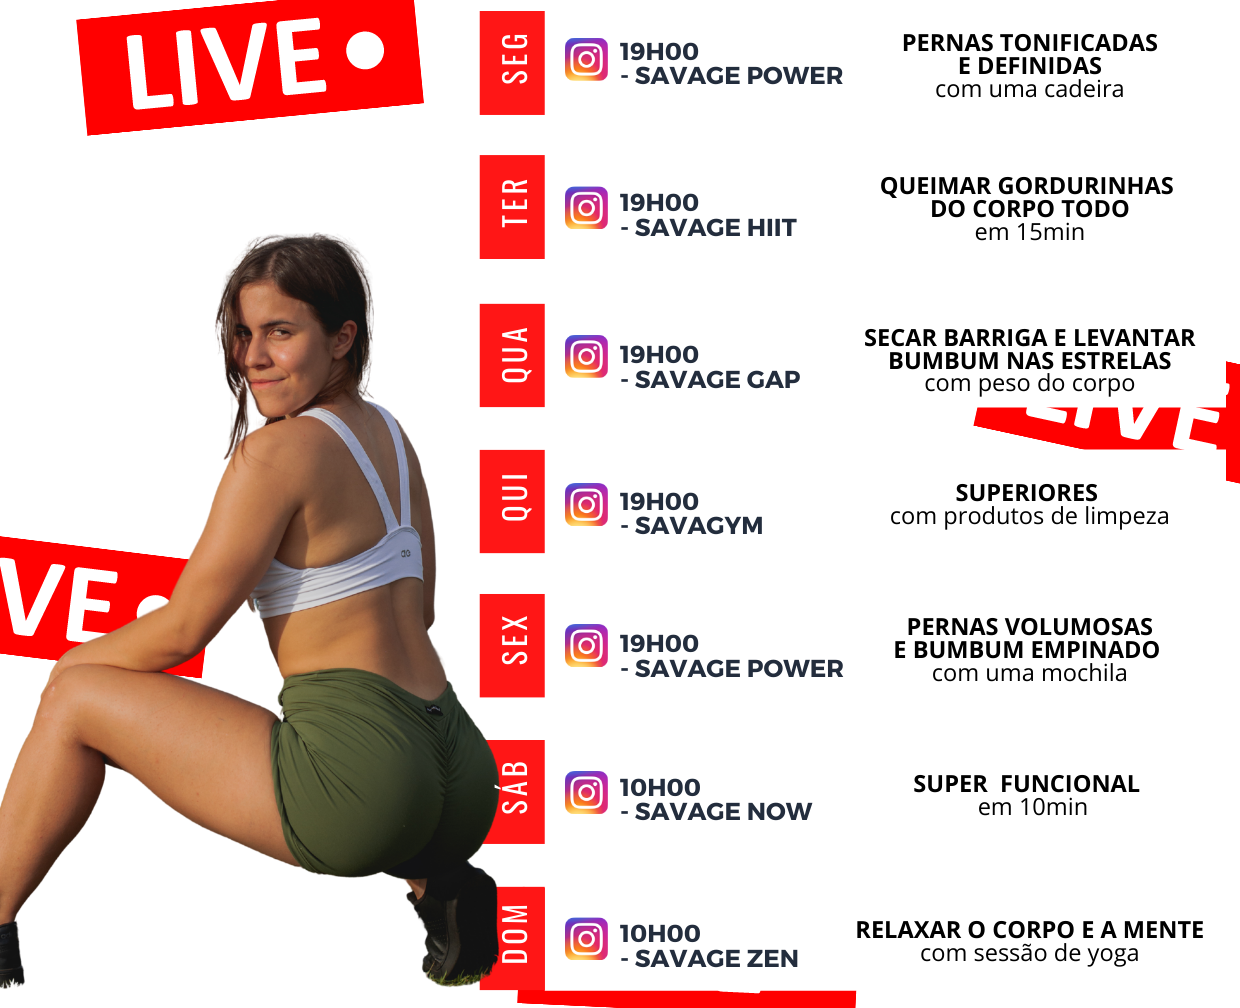 LIVE
SEG
19H00
- SAVAGE POWER
PERNAS TONIFICADAS
E DEFINIDAS
com uma cadeira
TER
19H00
- SAVAGE HIIT
QUEIMAR GORDURINHAS
DO CORPO TODO
em 15min
QUA
19H00
- SAVAGE GAP
SECAR BARRIGA E LEVANTAR
BUMBUM NAS ESTRELAS
com peso do corpo
LIVE
QUI
19H00
- SAVAGYM
SUPERIORES
com produtos de limpeza
VE
SEX
19H00
- SAVAGE POWER
PERNAS VOLUMOSAS
E BUMBUM EMPINADO
com uma mochila
SÁB
10H00
- SAVAGE NOW
SUPER FUNCIONAL
em 10min
DOM
10H00
- SAVAGE ZEN
RELAXAR O CORPO E A MENTE
com sessão de yoga